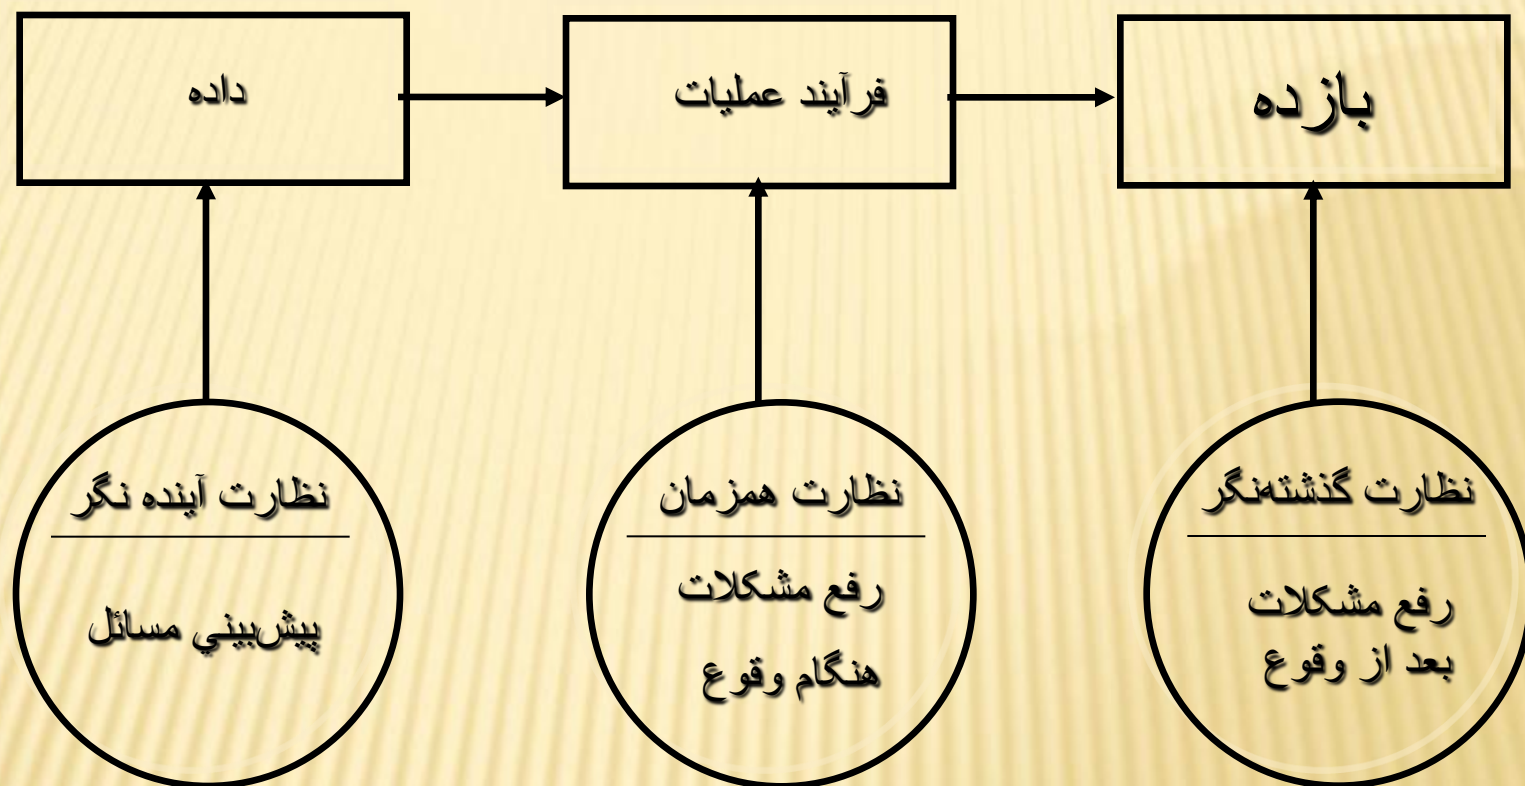 داده
فرآيند عمليات
بازده
نظارت آينده نگر
پيش‌بيني مسائل
نظارت همزمان
رفع مشكلات
هنگام وقوع
نظارت گذشته‌نگر
رفع مشكلات
بعد از وقوع